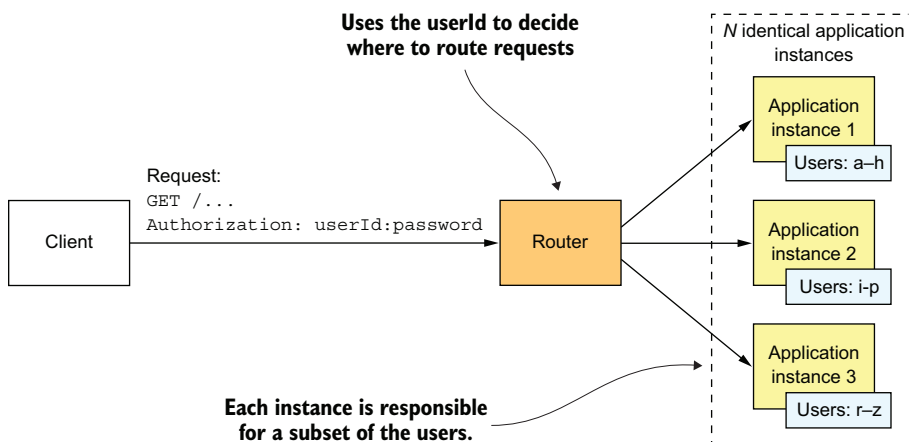 Uses the userId to decide
where to route requests
N identical application
instances
Application
instance 1
Users: a–h
Request:
GET /...
Authorization: userId:password
Client
Router
Application
instance 2
Users: i-p
Application
instance 3
Users: r–z
Each instance is responsible
for a subset of the users.